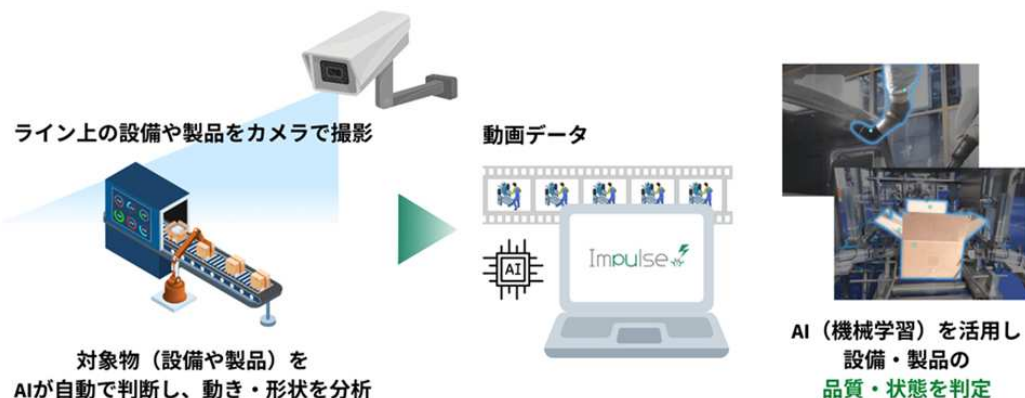 ライン上の設備や製品をカメラで撮影
対象物（設備や製品）を
AIが自動で判断し、動き・形状を分析
動画データ
AI
Impulse
AI（機械学習）を活用し
設備・製品の
品質・状態を判定